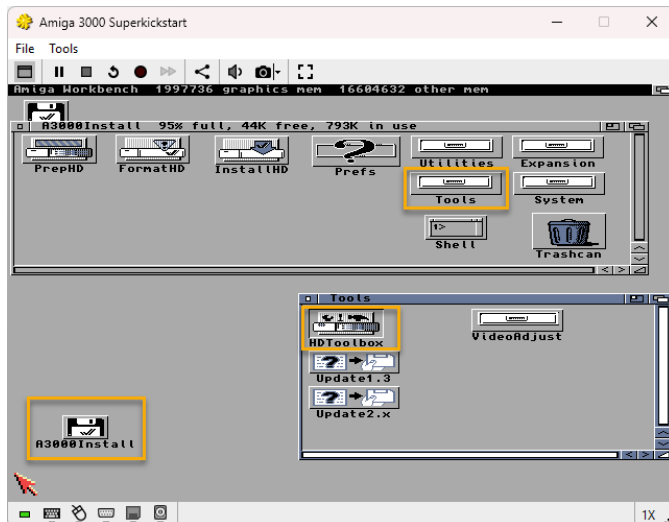 Amiga 3000 Superkickstart
File Tools
Amiga Workbench 1997736 graphics mem 16604632 other mem
A3000Install 95% full, 44K free, 793K in use
PrepHD FormatHD InstallHD Prefs Utilities Expansion
Tools System
1>
Shell Trashcan
Tools
HDToolbox VideoAdjust
Update1.3
Update2.x
A3000Install
1X